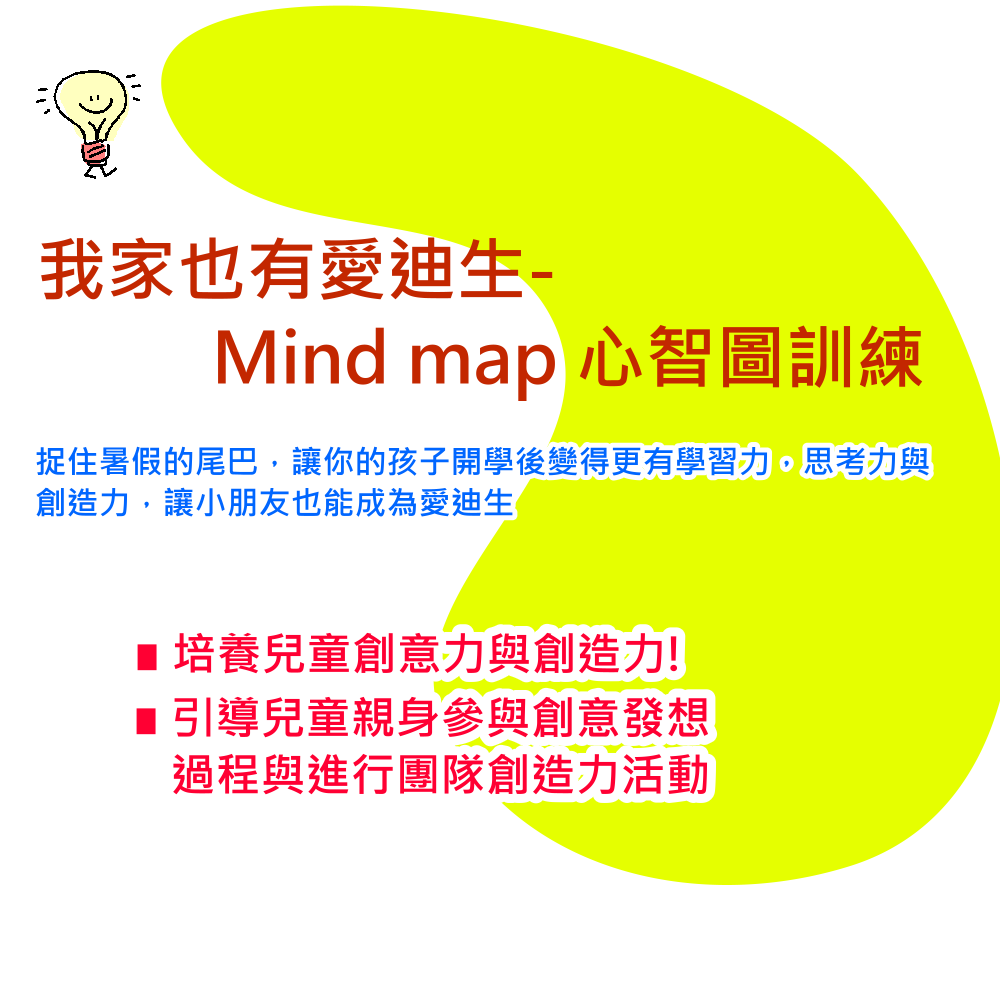 我家也有愛迪生-
Mind map 心智圖訓練
捉住暑假的尾巴，讓你的孩子開學後變得更有學習力，思考力與
創造力，讓小朋友也能成為愛迪生
■ 培養兒童創意力與創造力!
■ 引導兒童親身參與創意發想
過程與進行團隊創造力活動